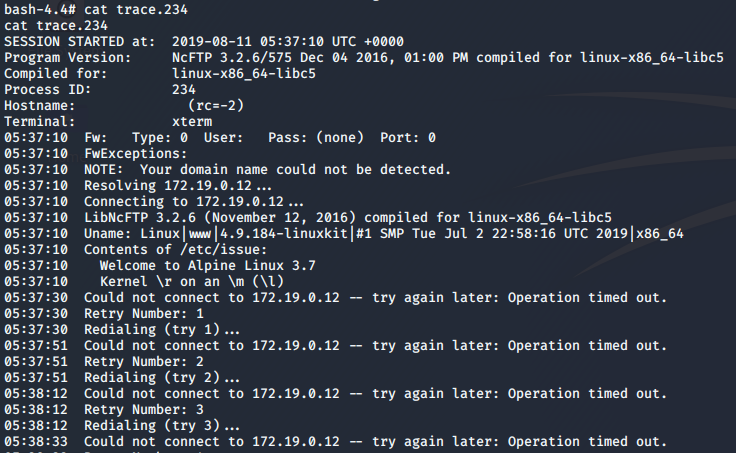 bash-4.4# cat trace.234
cat trace.234
SESSION STARTED at:  2019-08-11 05:37:10 UTC +0000
Program Version:     NcFTP 3.2.6/575 Dec 04 2016, 01:00 PM compiled for linux-x86_64-libc5
Compiled for:        linux-x86_64-libc5
Process ID:          234
Hostname:              (rc=-2)
Terminal:            xterm
05:37:10  Fw:   Type: 0  User:   Pass: (none)  Port: 0
05:37:10  FwExceptions:
05:37:10  NOTE:  Your domain name could not be detected.
05:37:10  Resolving 172.19.0.12...
05:37:10  Connecting to 172.19.0.12...
05:37:10  LibNcFTP 3.2.6 (November 12, 2016) compiled for linux-x86_64-libc5
05:37:10  Uname: Linux|www|4.9.184-linuxkit|#1 SMP Tue Jul 2 22:58:16 UTC 2019|x86_64
05:37:10  Contents of /etc/issue:
05:37:10    Welcome to Alpine Linux 3.7
05:37:10    Kernel \r on an \m (\l)
05:37:30  Could not connect to 172.19.0.12 -- try again later: Operation timed out.
05:37:30  Retry Number: 1
05:37:30  Redialing (try 1)...
05:37:51  Could not connect to 172.19.0.12 -- try again later: Operation timed out.
05:37:51  Retry Number: 2
05:37:51  Redialing (try 2)...
05:38:12  Could not connect to 172.19.0.12 -- try again later: Operation timed out.
05:38:12  Retry Number: 3
05:38:12  Redialing (try 3)...
05:38:33  Could not connect to 172.19.0.12 -- try again later: Operation timed out.